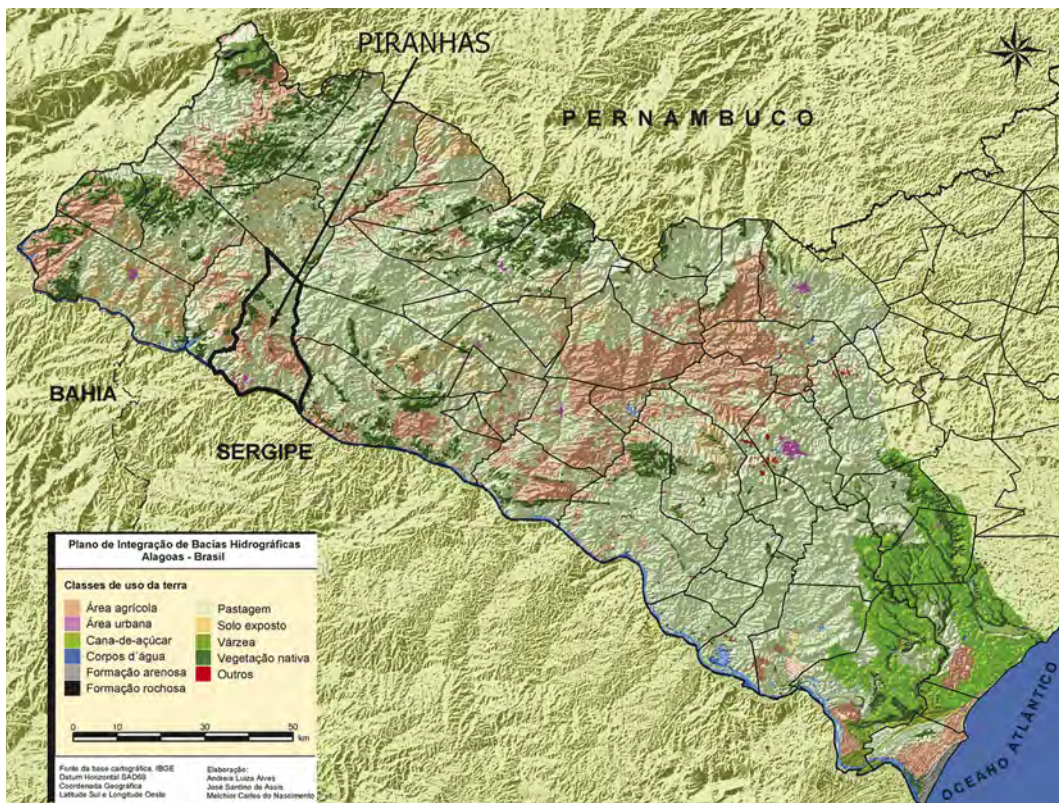 PIRANHAS
PERNAMBUCO
BAHIA
SERGIPE
OCEANO ATLÂNTICO
Plano de Integração de Bacias Hidrográficas
Alagoas - Brasil
Classes de uso da terra
Área agrícola
Área urbana
Cana-de-açúcar
Corpos d´água
Formação arenosa
Formação rochosa
Pastagem
Solo exposto
Várzea
Vegetação nativa
Outros
0 10 20 30 50
km
Fonte da base cartográfica, IBGE
Datum Horizontal SAD69
Coordenada Geográfica
Latitude Sul e Longitude Oeste
Elaboração:
Andreia Luiza Alves
José Santino de Assis
Melchior Carlos do Nascimento